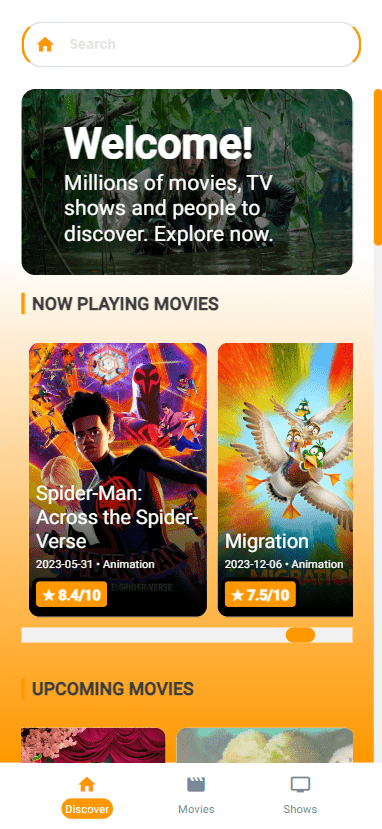 Search
Welcome!
Millions of movies, TV
shows and people to
discover. Explore now.
NOW PLAYING MOVIES
Spider-Man:
Across the Spider-
Verse
2023-05-31 • Animation
SPIDER-VERSE
8.4/10
Migration
2023-12-06 • Animation
7.5/10
UPCOMING MOVIES
Discover
Movies
Shows